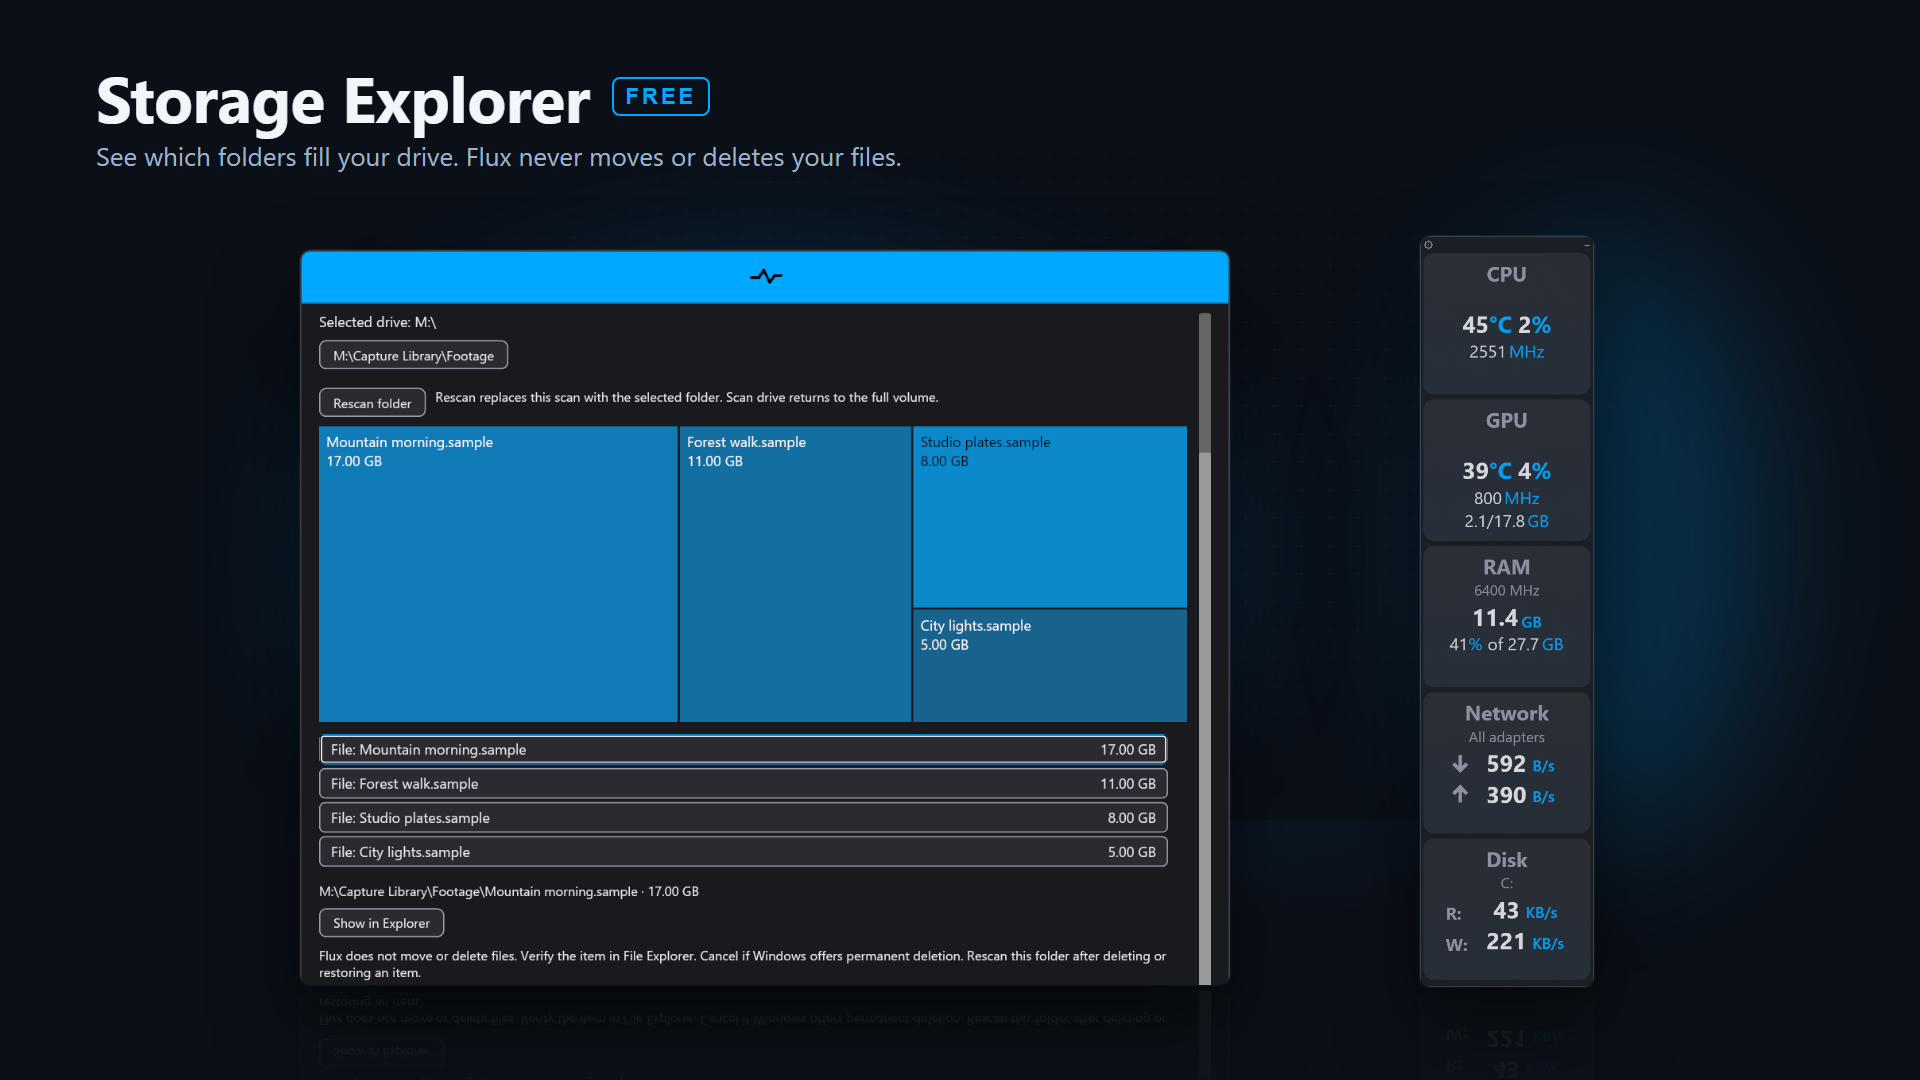 Storage Explorer FREE
See which folders fill your drive. Flux never moves or deletes your files.
Selected drive: M:\
M:\Capture Library\Footage
Rescan folder
Rescan replaces this scan with the selected folder. Scan drive returns to the full volume.
Mountain morning.sample
17.00 GB
Forest walk.sample
11.00 GB
Studio plates.sample
8.00 GB
City lights.sample
5.00 GB
File: Mountain morning.sample 17.00 GB
File: Forest walk.sample 11.00 GB
File: Studio plates.sample 8.00 GB
File: City lights.sample 5.00 GB
M:\Capture Library\Footage\Mountain morning.sample · 17.00 GB
Show in Explorer
Flux does not move or delete files. Verify the item in File Explorer. Cancel if Windows offers permanent deletion. Rescan this folder after deleting or
restoring an item.
CPU
45°C 2%
2551 MHz
GPU
39°C 4%
800 MHz
2.1/17.8 GB
RAM
6400 MHz
11.4 GB
41% of 27.7 GB
Network
All adapters
↓ 592 B/s
↑ 390 B/s
Disk
C:
R: 43 KB/s
W: 221 KB/s